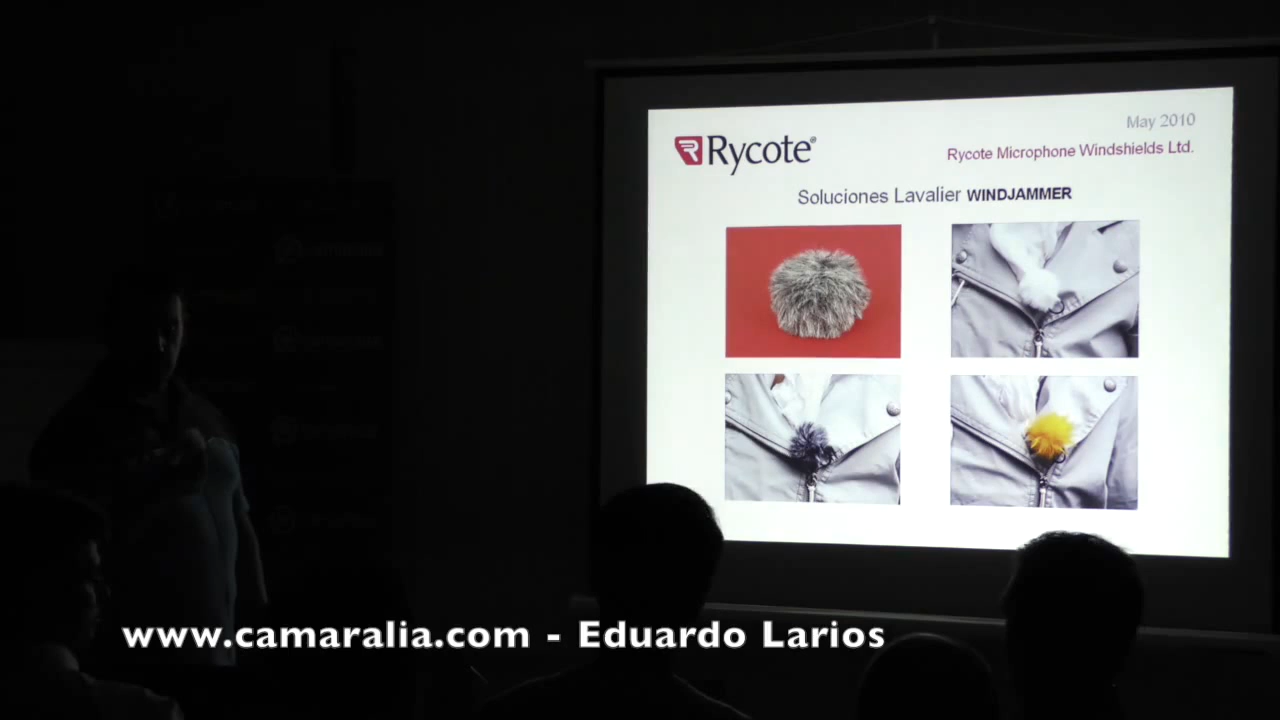 May 2010
Rycote®
Rycote Microphone Windshields Ltd.
Soluciones Lavalier WINDJAMMER
www.camaralia.com - Eduardo Larios